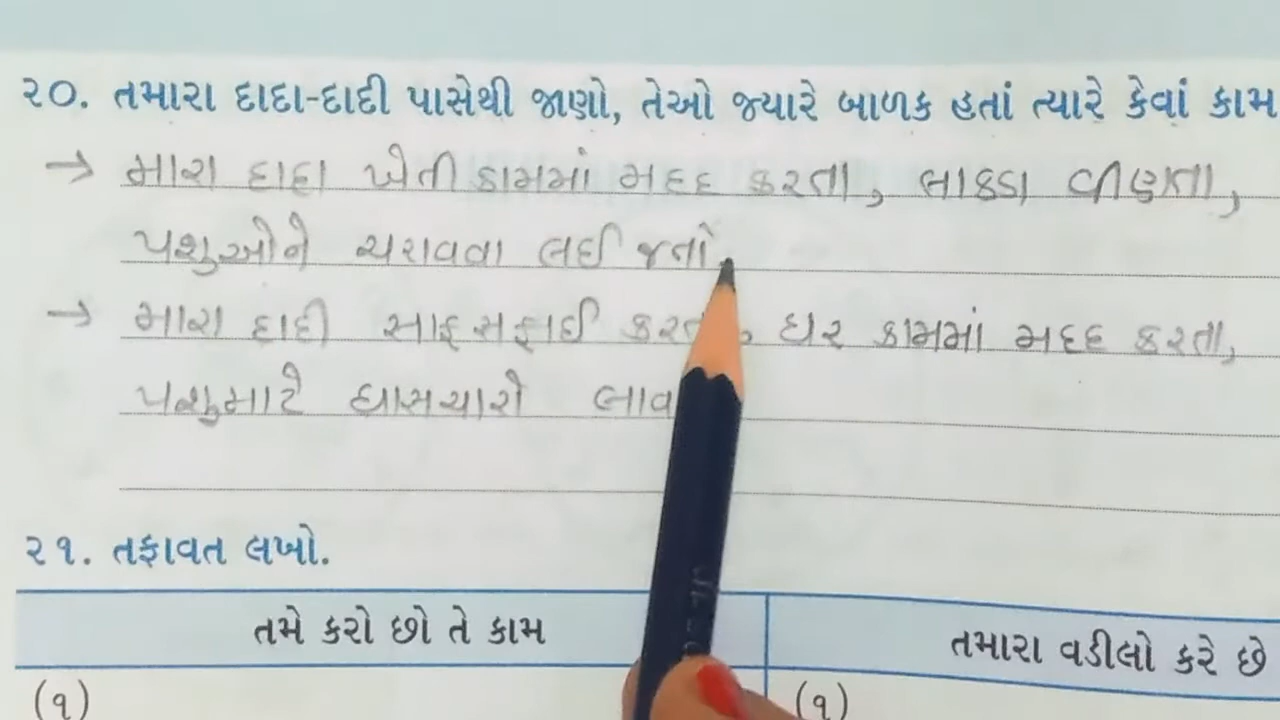 ૨૦. તમારા દાદા-દાદી પાસેથી જાણો, તેઓ જ્યારે બાળક હતાં ત્યારે કેવાં કામ
→ મારા દાદા ખેતી કામમાં મદદ કરતા, લાકડા વીણતા,
પશુઓને ચરાવવા લઈ જતાં.
→ મારા દાદી સાફસફાઈ ઘર કામમાં મદદ કરતા,
પશુમાટે ઘાસચારો
૨૧. તફાવત લખો.
તમે કરો છો તે કામ
તમારા વડીલો કરે છે
(૧) (૧)